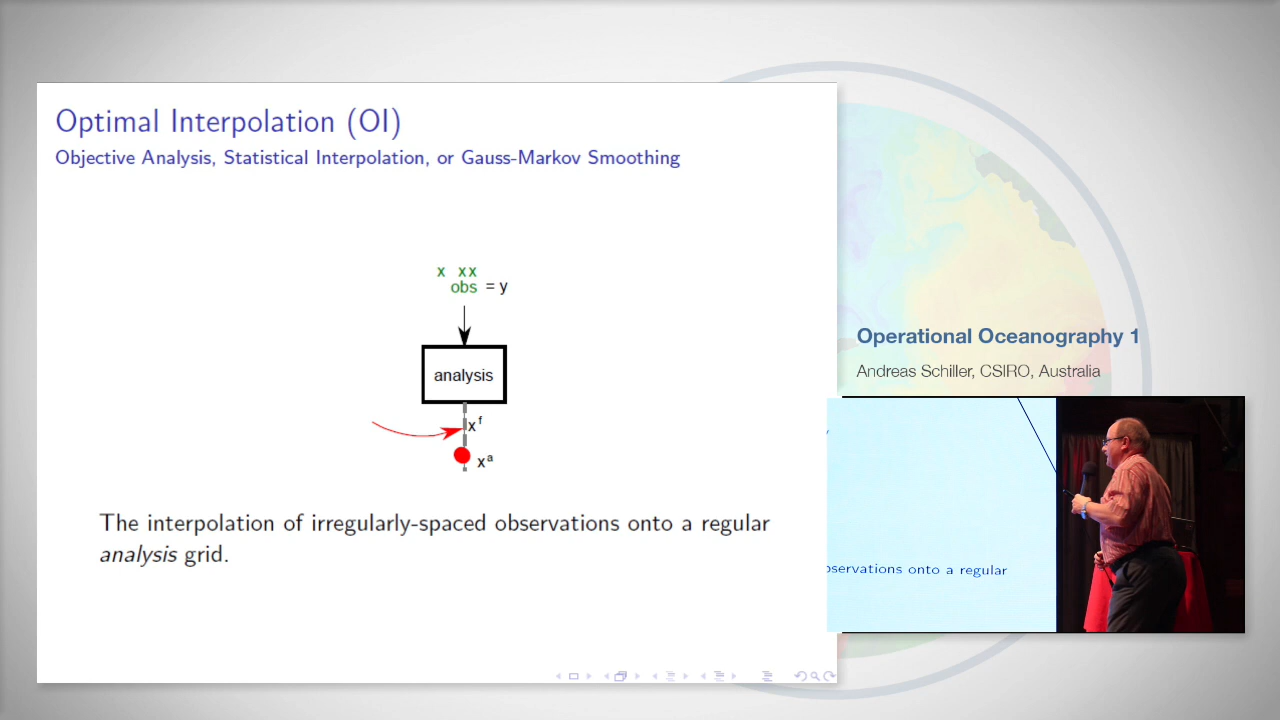 Optimal Interpolation (OI)
Objective Analysis, Statistical Interpolation, or Gauss-Markov Smoothing
x xx
obs = y
analysis
x^f
x^a
The interpolation of irregularly-spaced observations onto a regular
analysis grid.
Operational Oceanography 1
Andreas Schiller, CSIRO, Australia
observations onto a regular